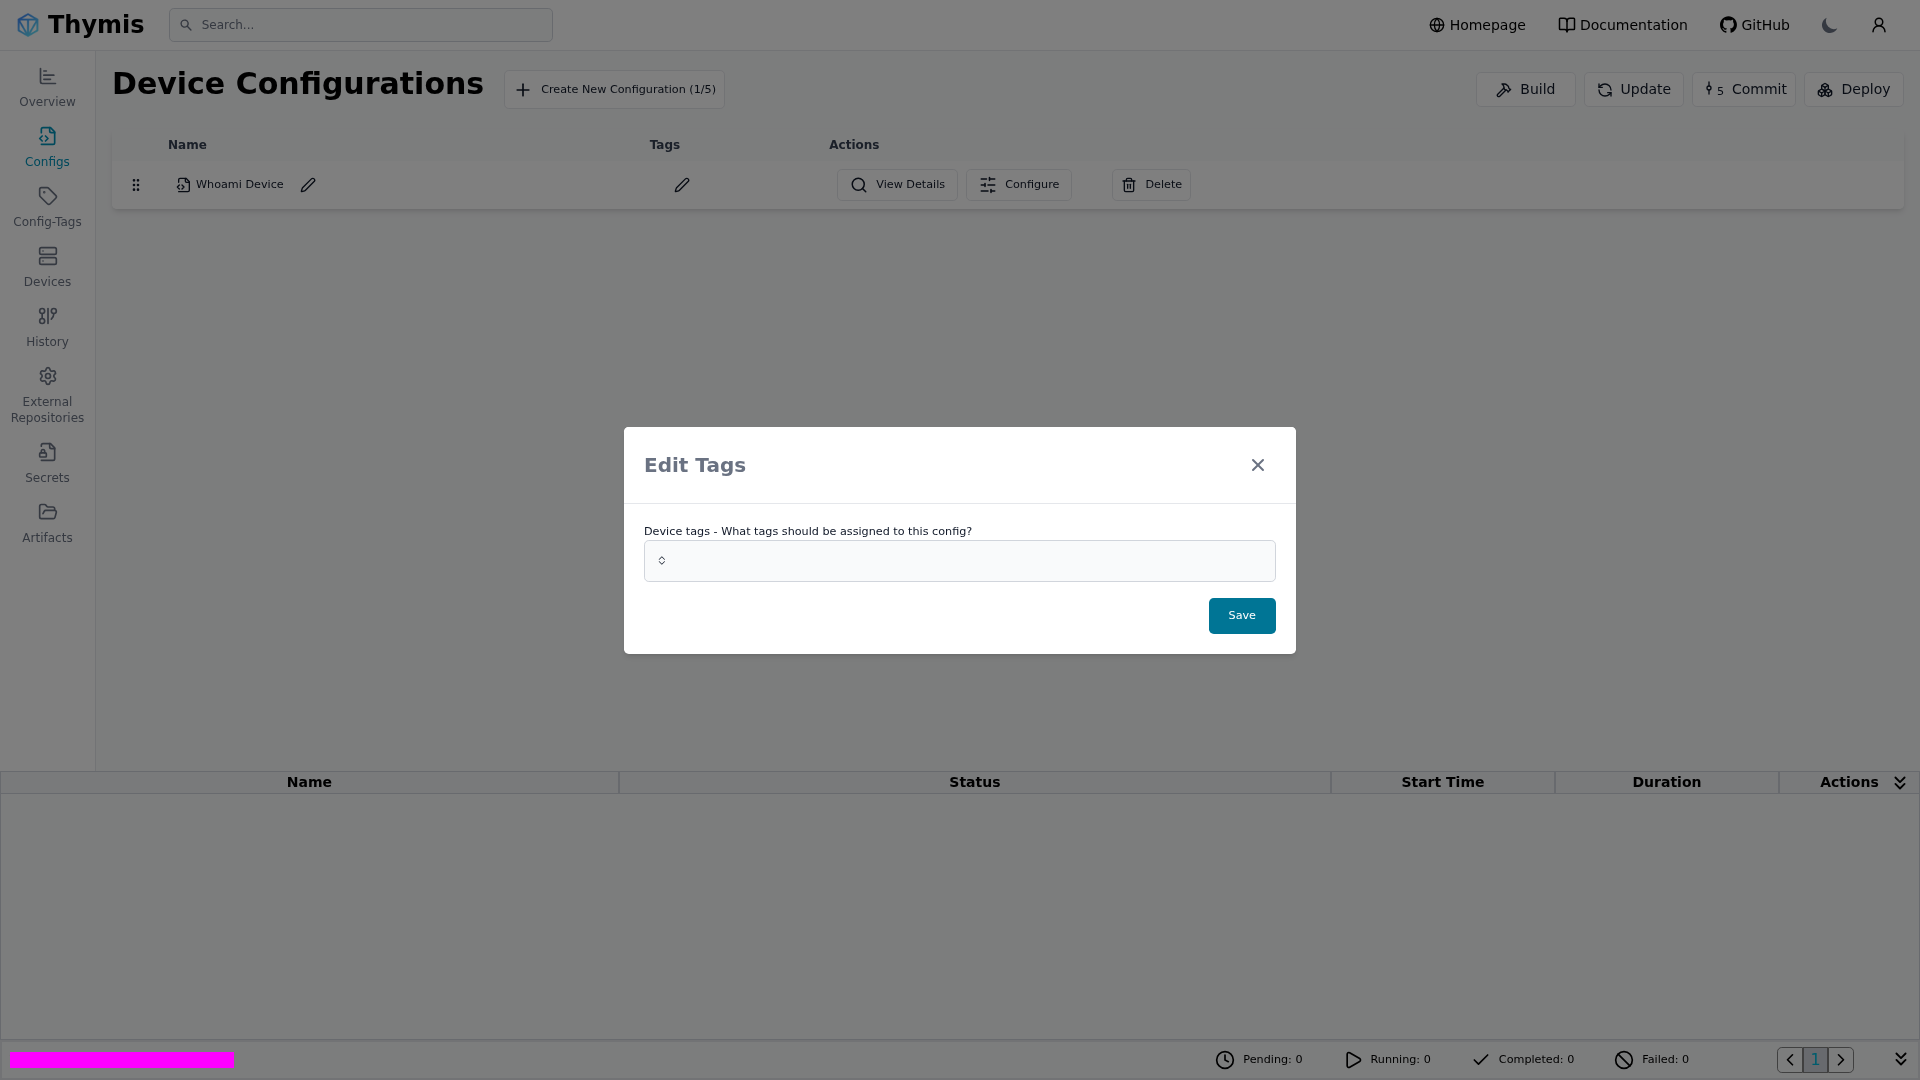 Thymis
Search...
Homepage
Documentation
GitHub
Overview
Configs
Config-Tags
Devices
History
External
Repositories
Secrets
Artifacts
Device Configurations
Create New Configuration (1/5)
Build
Update
5 Commit
Deploy
Name Tags Actions
Whoami Device
View Details
Configure
Delete
Edit Tags
Device tags - What tags should be assigned to this config?
Save
Name Status Start Time Duration Actions
Pending: 0
Running: 0
Completed: 0
Failed: 0
1